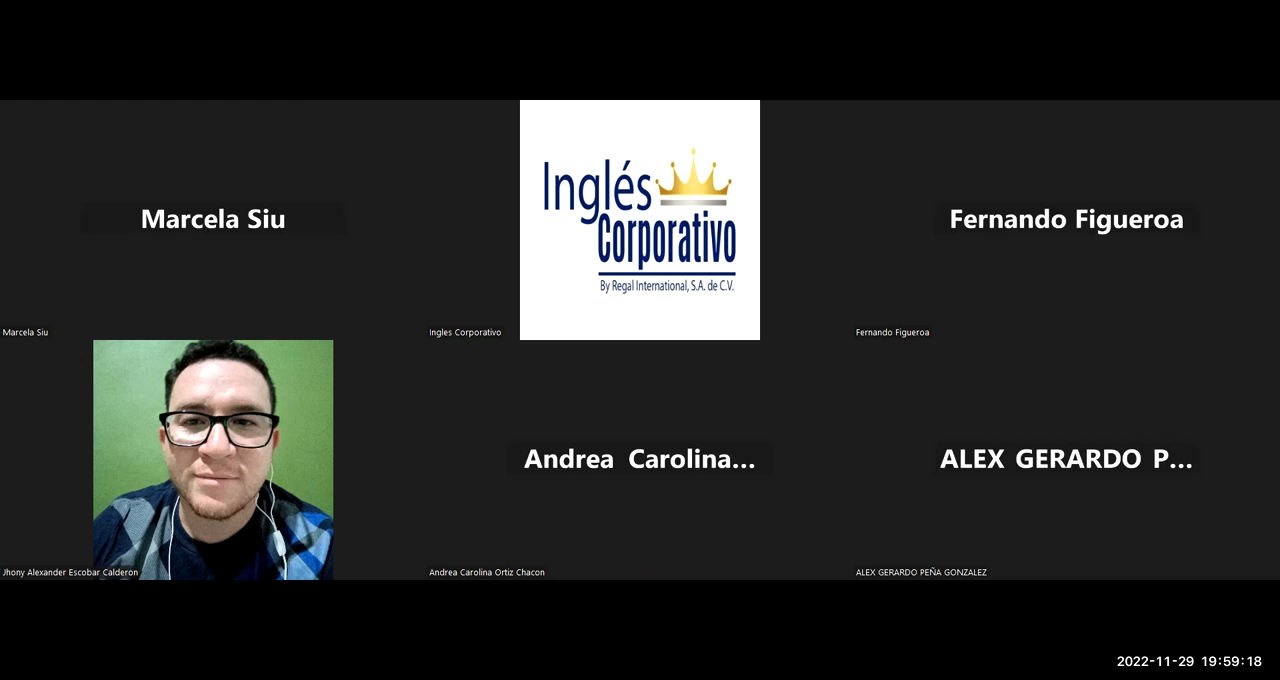 Marcela Siu
Inglés
Corporativo
By Regal International, S.A. de C.V.
Fernando Figueroa
Marcela Siu
Ingles Corporativo
Fernando Figueroa
Andrea Carolina...
ALEX GERARDO P...
Jhony Alexander Escobar Calderon
Andrea Carolina Ortiz Chacon
ALEX GERARDO PEÑA GONZALEZ
2022-11-29 19:59:18